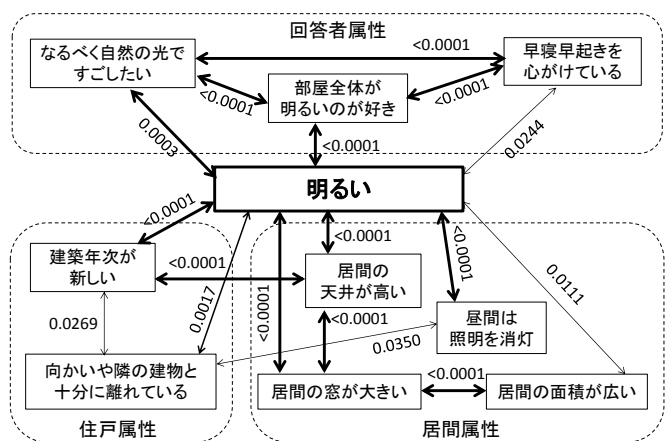 回答者属性
なるべく自然の光で
すごしたい
<0.0001
早寝早起きを
心がけている
<0.0001
部屋全体が
明るいのが好き
<0.0001
0.0003
<0.0001
0.0244
明るい
<0.0001
建築年次が
新しい
<0.0001
0.0017
<0.0001
<0.0001
居間の
天井が高い
<0.0001
0.0111
0.0269
<0.0001
昼間は
照明を消灯
0.0350
向かいや隣の建物と
十分に離れている
居間の窓が大きい
<0.0001
居間の面積が広い
住戸属性
居間属性